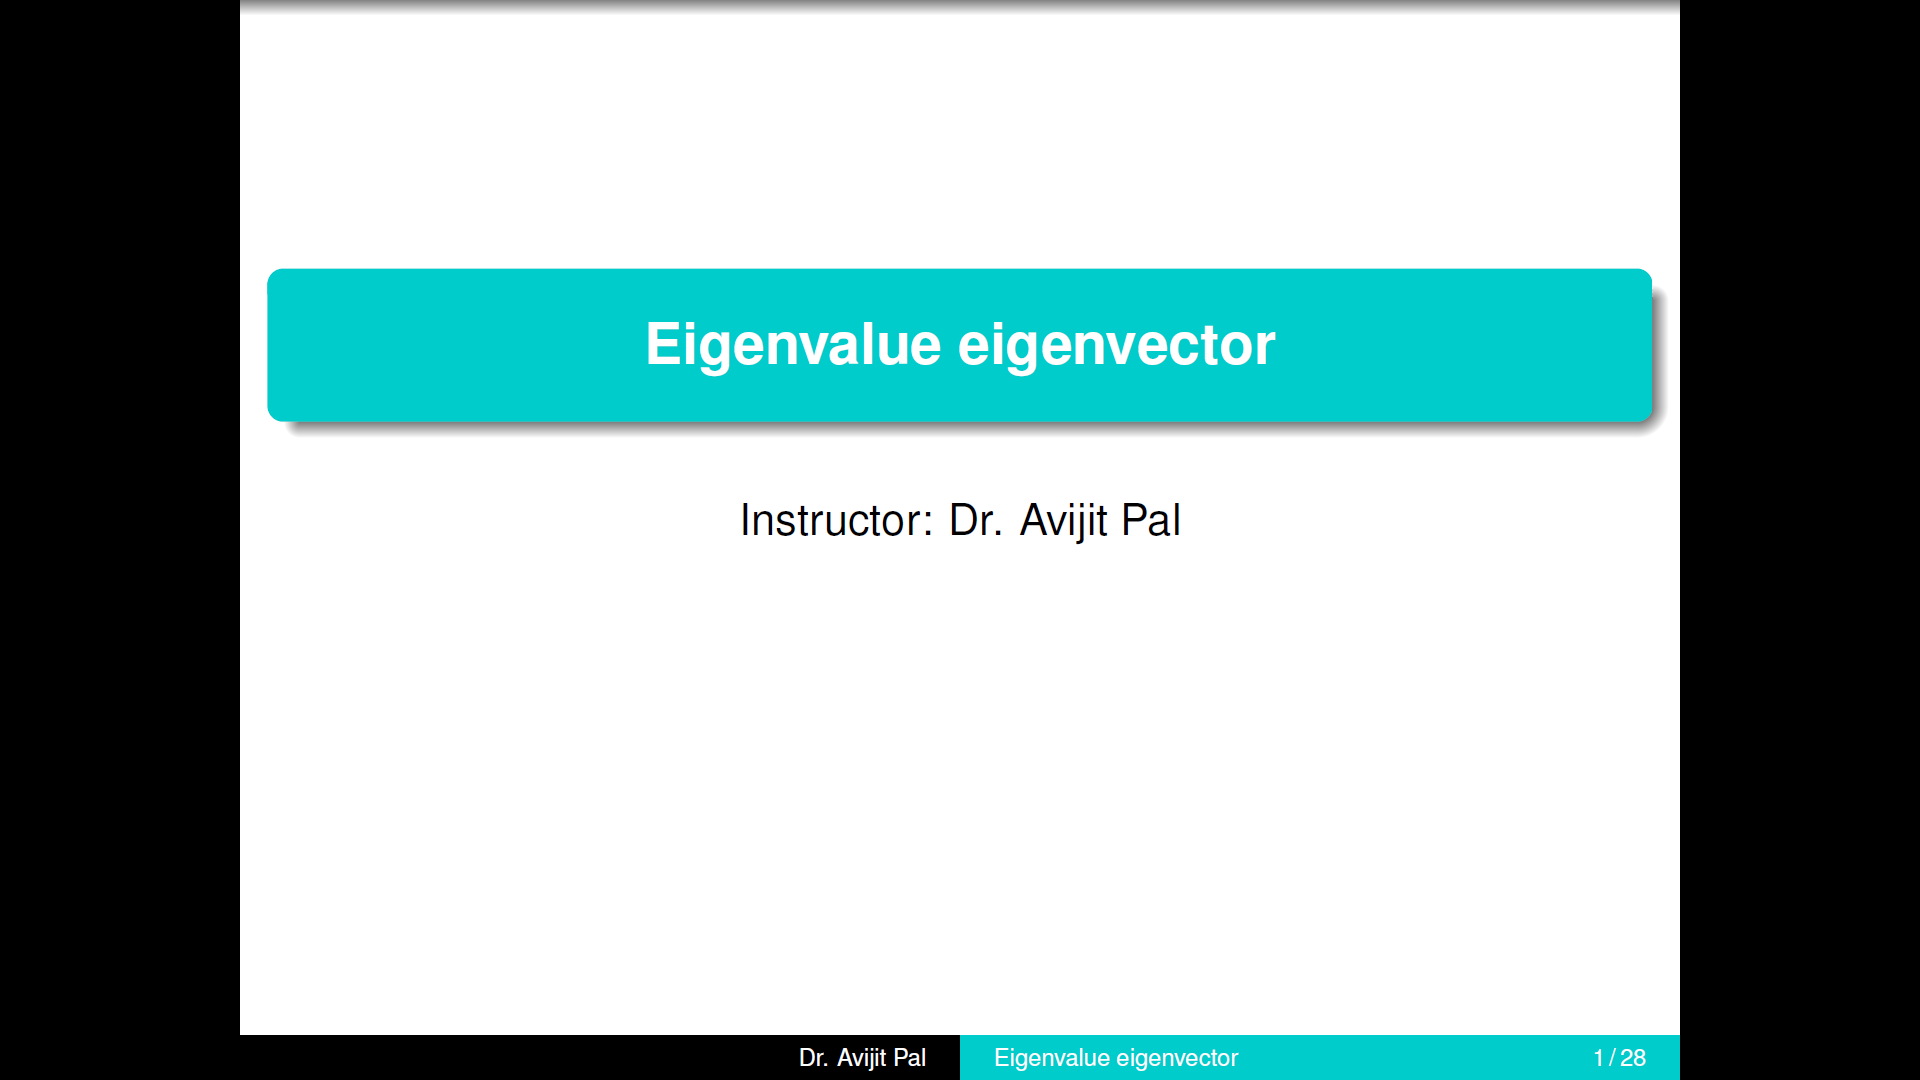 Eigenvalue eigenvector
Instructor: Dr. Avijit Pal
Dr. Avijit Pal
Eigenvalue eigenvector
1 / 28